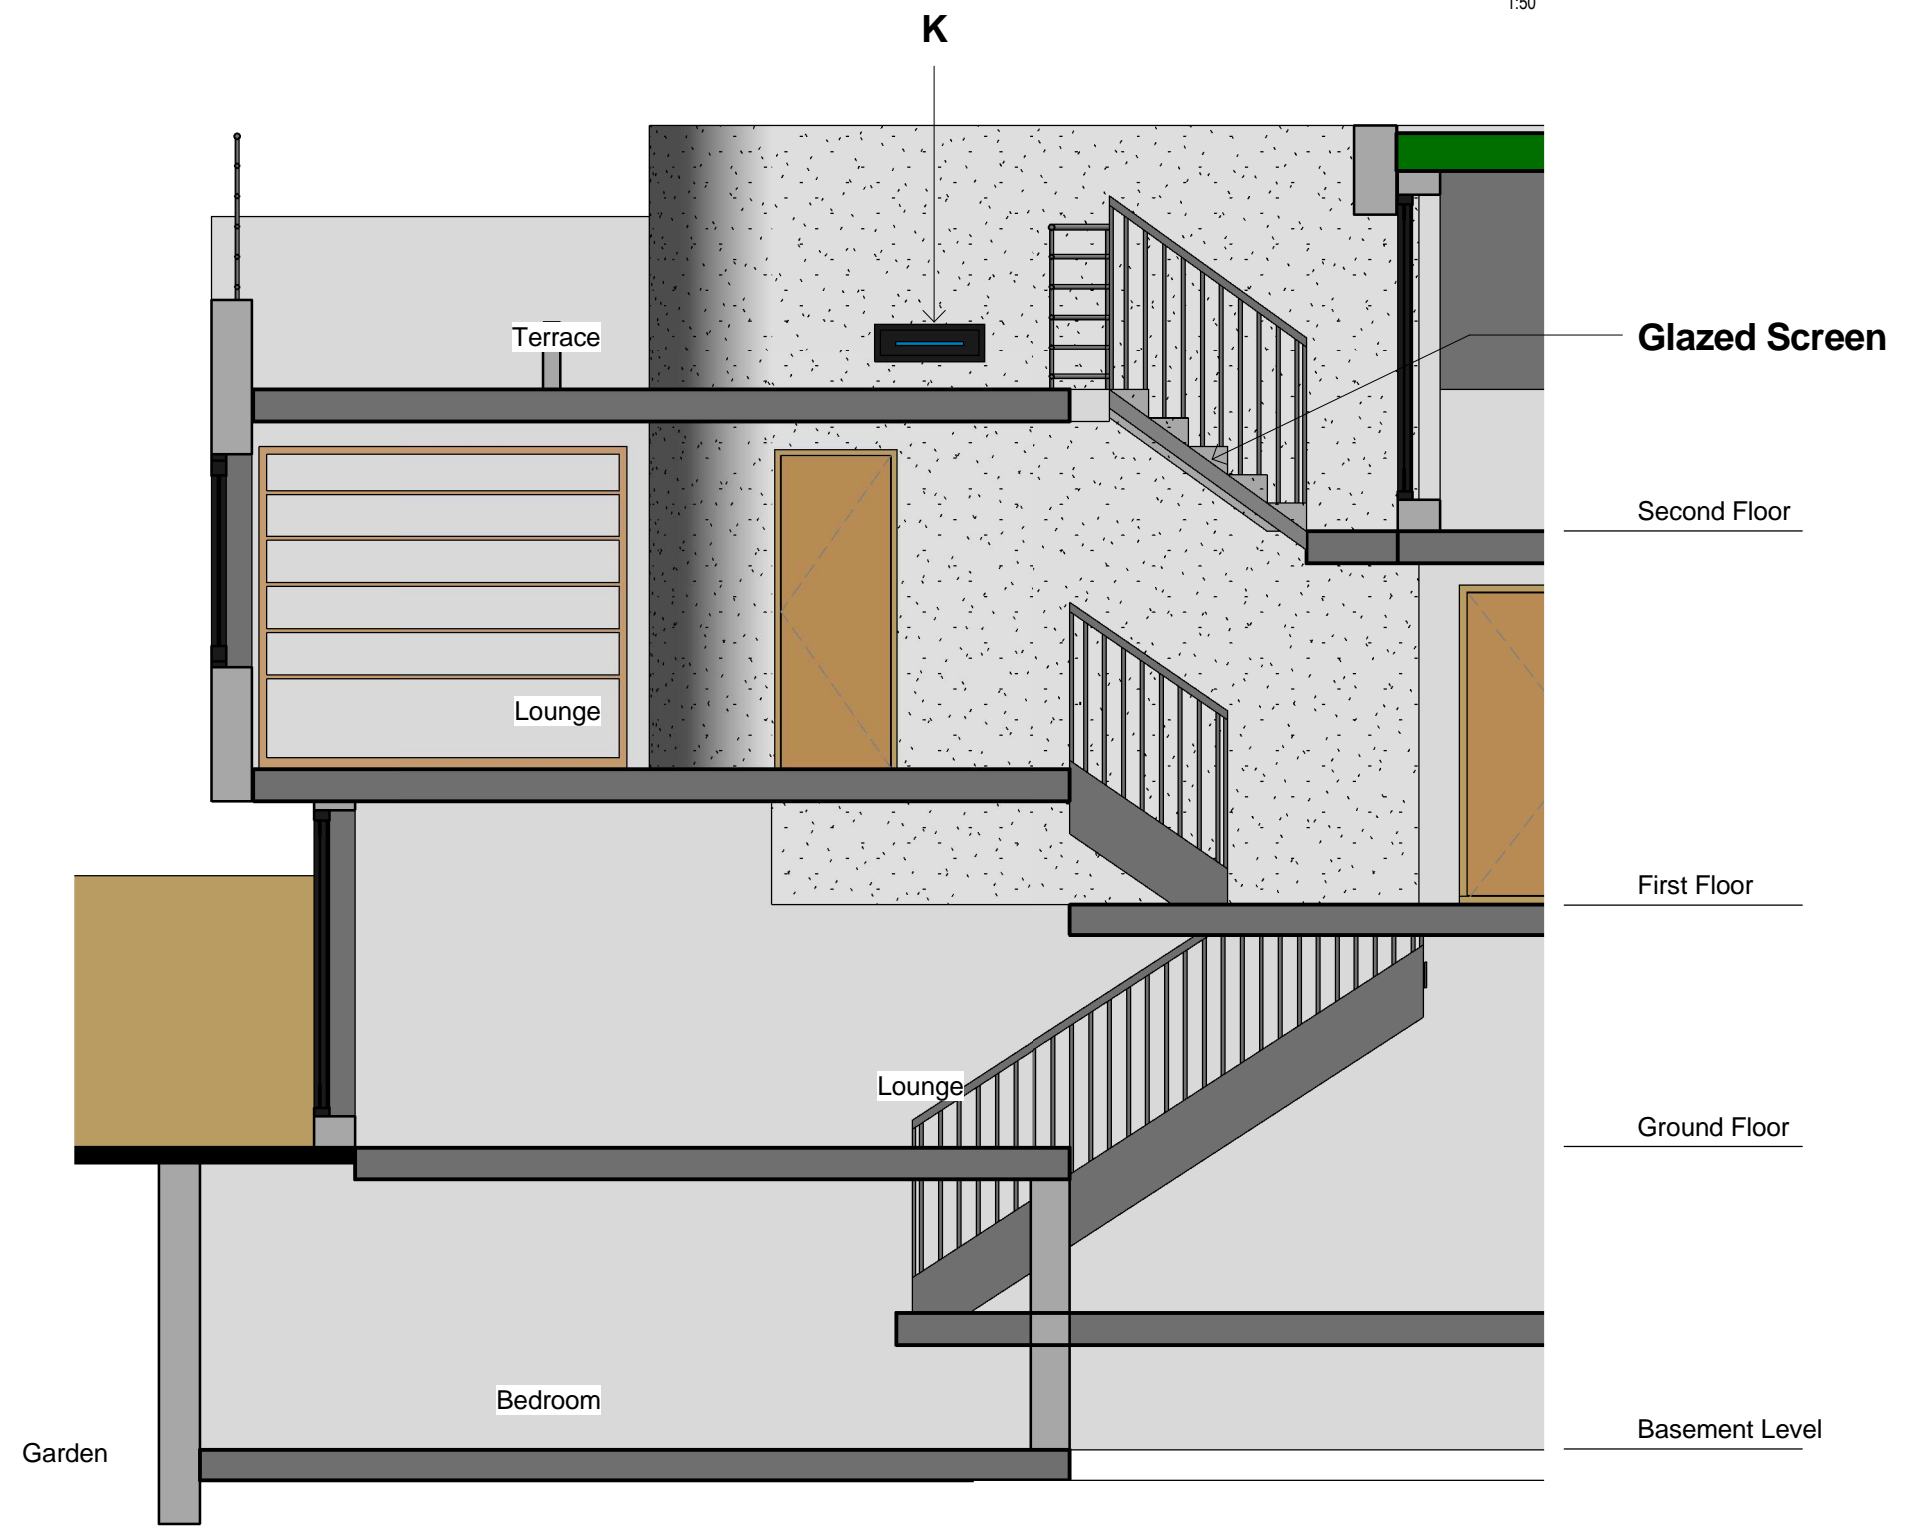 1:50
K
Terrace
Glazed Screen
Second Floor
Lounge
First Floor
Lounge
Ground Floor
Bedroom
Basement Level
Garden